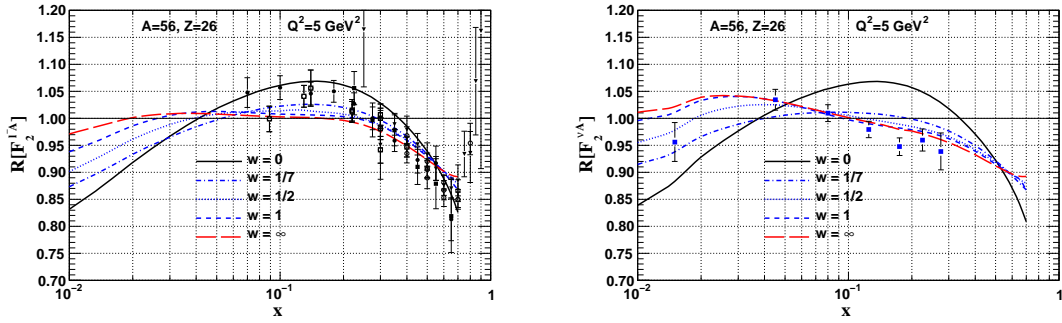 A=56, Z=26 Q²=5 GeV²
R[F₂^lA]
1.20
1.15
1.10
1.05
1.00
0.95
0.90
0.85
0.80
0.75
0.70
w = 0
w = 1/7
w = 1/2
w = 1
w = ∞
10⁻² 10⁻¹ 1
x
A=56, Z=26 Q²=5 GeV²
R[F₂^νA]
1.20
1.15
1.10
1.05
1.00
0.95
0.90
0.85
0.80
0.75
0.70
w = 0
w = 1/7
w = 1/2
w = 1
w = ∞
10⁻² 10⁻¹ 1
x